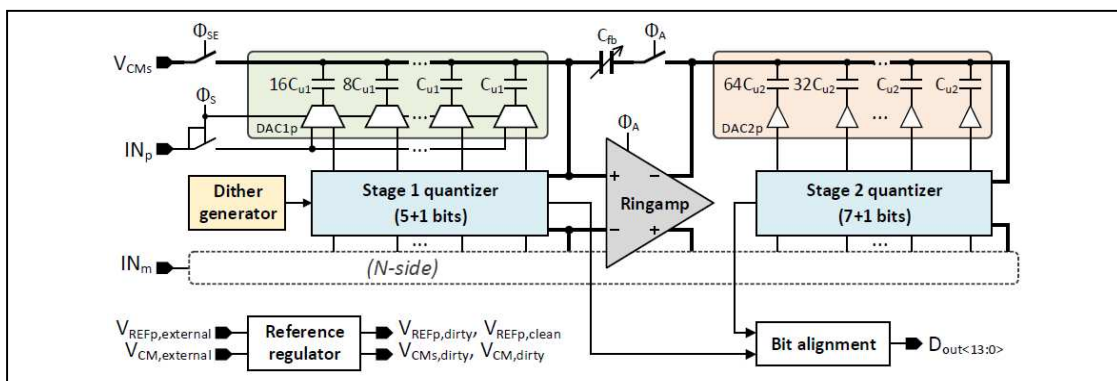 Φ_SE C_fb Φ_A
V_CMs
16C_u1 8C_u1 ... C_u1 C_u1 64C_u2 32C_u2 ... C_u2 C_u2
Φ_S
DAC1p DAC2p
IN_p
Φ_A
Dither generator
Stage 1 quantizer (5+1 bits)
+ −
Ringamp
− +
Stage 2 quantizer (7+1 bits)
IN_m
(N-side)
V_REFp,external
V_CM,external
Reference regulator
V_REFp,dirty, V_REFp,clean
V_CMs,dirty, V_CM,dirty
Bit alignment
D_out<13:0>